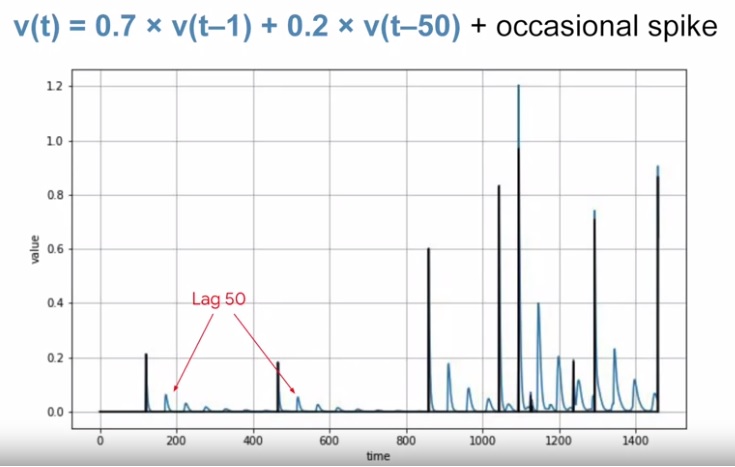 v(t) = 0.7 × v(t–1) + 0.2 × v(t–50) + occasional spike
1.2
1.0
0.8
0.6
0.4
0.2
0.0
value
Lag 50
0 200 400 600 800 1000 1200 1400
time